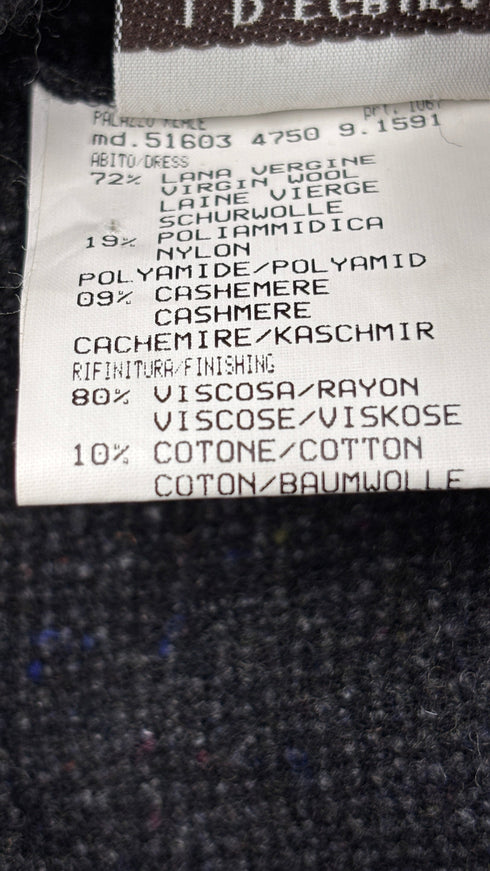 PALAZZO REALE
prt. 1067
md.51603 4750 9.1591
ABITO/DRESS
72% LANA VERGINE
VIRGIN WOOL
LAINE VIERGE
SCHURWOLLE
19% POLIAMMIDICA
NYLON
POLYAMIDE/POLYAMID
09% CASHEMERE
CASHMERE
CACHEMIRE/KASCHMIR
RIFINITURA/FINISHING
80% VISCOSA/RAYON
VISCOSE/VISKOSE
10% COTONE/COTTON
COTON/BAUMWOLLE